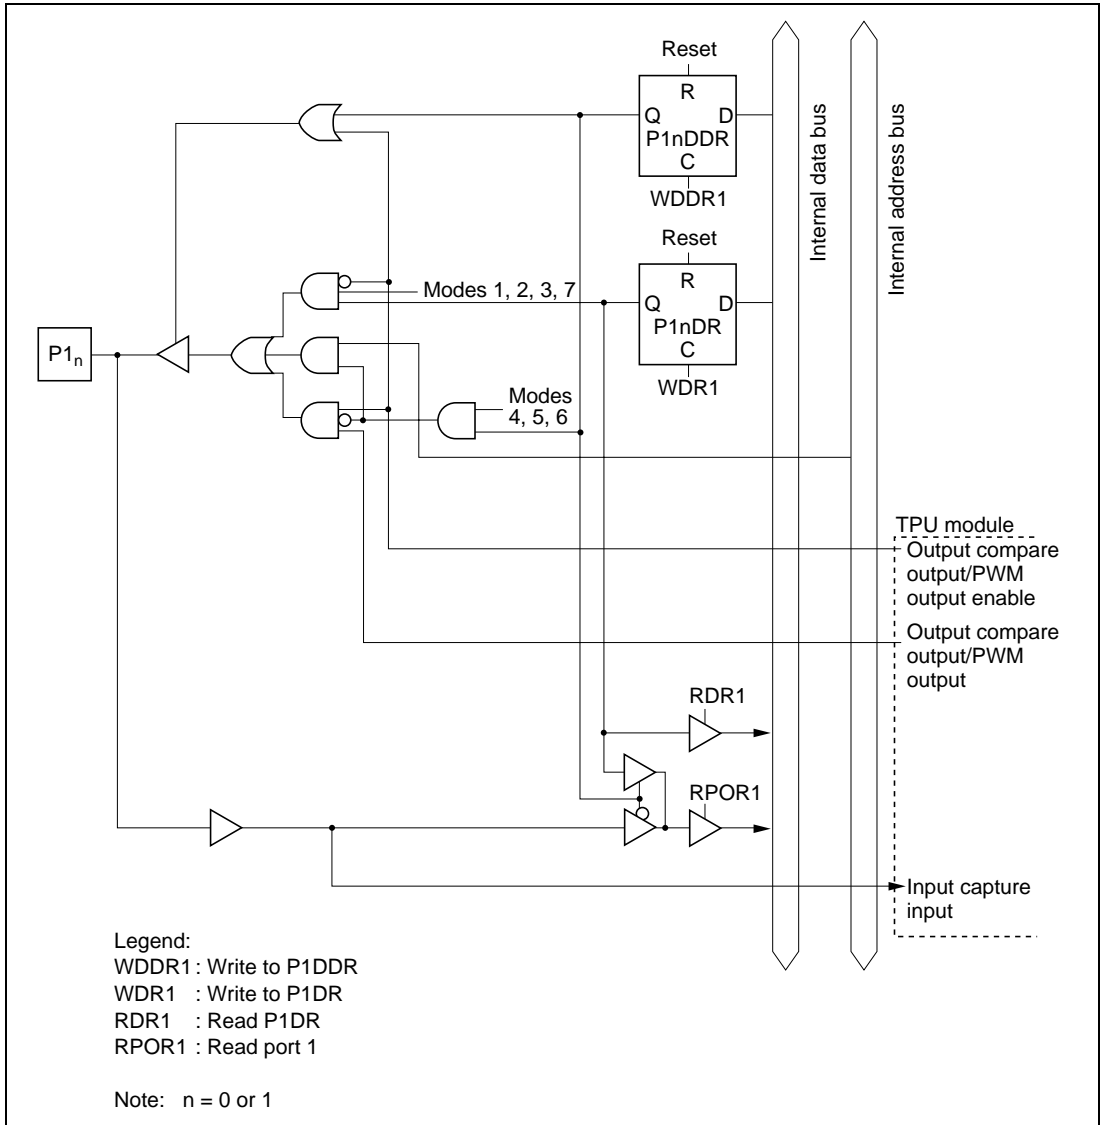 Reset
R
Q D
P1nDDR
C
WDDR1
Internal data bus
Internal address bus
Reset
R
Modes 1, 2, 3, 7
Q D
P1nDR
C
WDR1
P1n
Modes
4, 5, 6
TPU module
Output compare
output/PWM
output enable
Output compare
output/PWM
output
RDR1
RPOR1
Input capture
input
Legend:
WDDR1 : Write to P1DDR
WDR1 : Write to P1DR
RDR1 : Read P1DR
RPOR1 : Read port 1
Note: n = 0 or 1